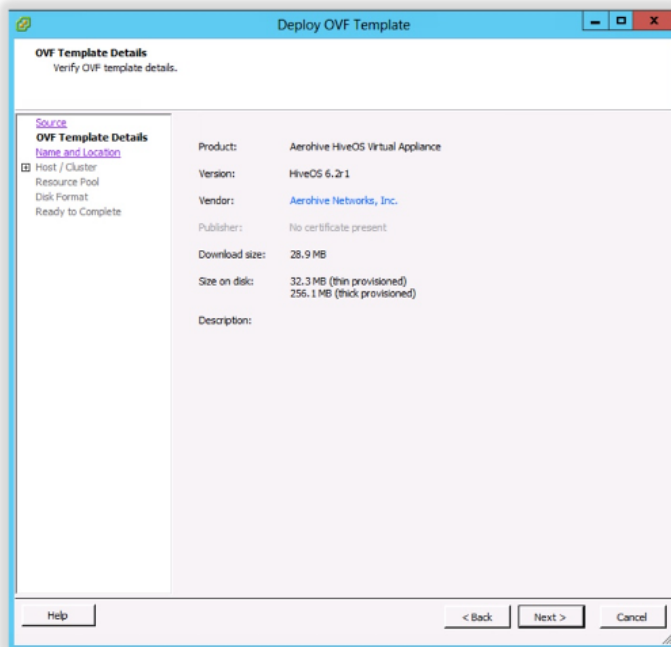 Deploy OVF Template
OVF Template Details
Verify OVF template details.
Source
OVF Template Details
Name and Location
Host / Cluster
Resource Pool
Disk Format
Ready to Complete
Product: Aerohive HiveOS Virtual Appliance
Version: HiveOS 6.2r1
Vendor: Aerohive Networks, Inc.
Publisher: No certificate present
Download size: 28.9 MB
Size on disk: 32.3 MB (thin provisioned)
256.1 MB (thick provisioned)
Description:
Help
< Back Next > Cancel